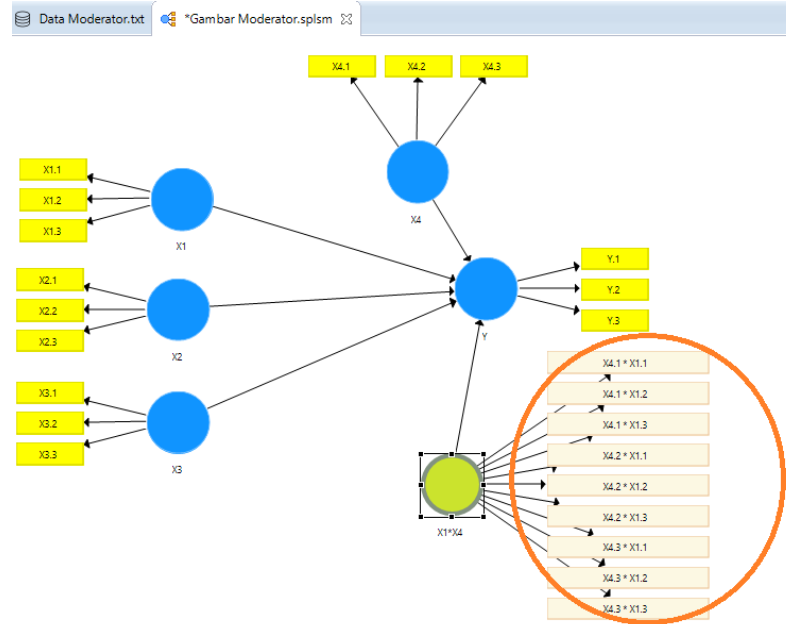 Data Moderator.txt
*Gambar Moderator.splsm
X4.1
X4.2
X4.3
X4
X1.1
X1.2
X1.3
X1
X2.1
X2.2
X2.3
X2
X3.1
X3.2
X3.3
X3
Y
Y.1
Y.2
Y.3
X1*X4
X4.1 * X1.1
X4.1 * X1.2
X4.1 * X1.3
X4.2 * X1.1
X4.2 * X1.2
X4.2 * X1.3
X4.3 * X1.1
X4.3 * X1.2
X4.3 * X1.3